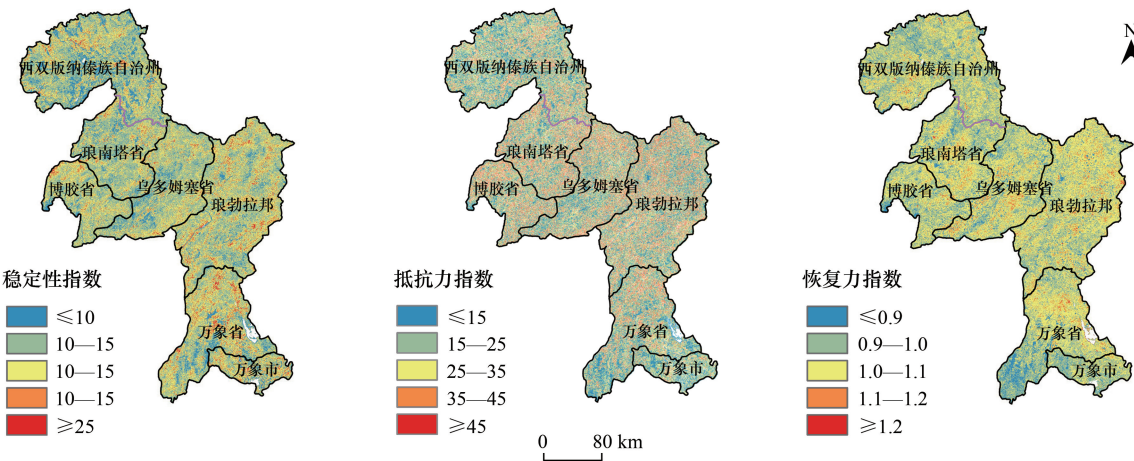 西双版纳傣族自治州
琅南塔省
博胶省
乌多姆塞省
琅勃拉邦
万象省
万象市
稳定性指数
≤10
10—15
10—15
10—15
≥25
西双版纳傣族自治州
琅南塔省
博胶省
乌多姆塞省
琅勃拉邦
万象省
万象市
抵抗力指数
≤15
15—25
25—35
35—45
≥45
0 80 km
N
西双版纳傣族自治州
琅南塔省
博胶省
乌多姆塞省
琅勃拉邦
万象省
万象市
恢复力指数
≤0.9
0.9—1.0
1.0—1.1
1.1—1.2
≥1.2